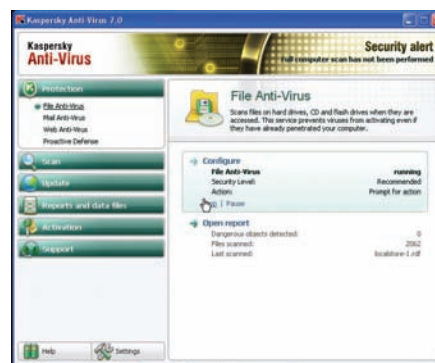 Kaspersky Anti-Virus 7.0
Kaspersky
Anti-Virus
Security alert
Full computer scan has not been performed
Protection
File Anti-Virus
Mail Anti-Virus
Web Anti-Virus
Proactive Defense
Scan
Update
Reports and data files
Activation
Support
Help
Settings
File Anti-Virus
Scans files on hard drives, CD and flash drives when they are
accessed. This service prevents viruses from activating even if
they have already penetrated your computer.
Configure
File Anti-Virus running
Security Level: Recommended
Action: Prompt for action
| Pause
Open report
Dangerous objects detected: 0
Files scanned: 2062
Last scanned: localstore-1.rdf